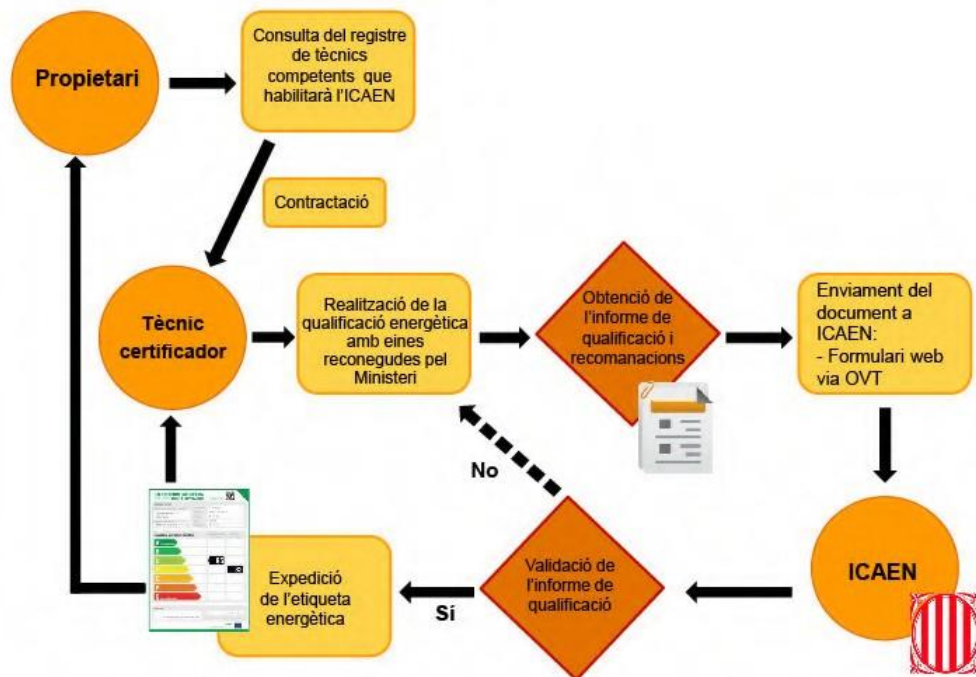 Propietari
Consulta del registre
de tècnics
competents que
habilitarà l'ICAEN
Contractació
Tècnic
certificador
Realització de la
qualificació energètica
amb eines
reconegudes pel
Ministeri
Obtenció de
l'informe de
qualificació i
recomanacions
Enviament del
document a
ICAEN:
- Formulari web
via OVT
No
ICAEN
Validació de
l'informe de
qualificació
Sí
Expedició
de l'etiqueta
energètica